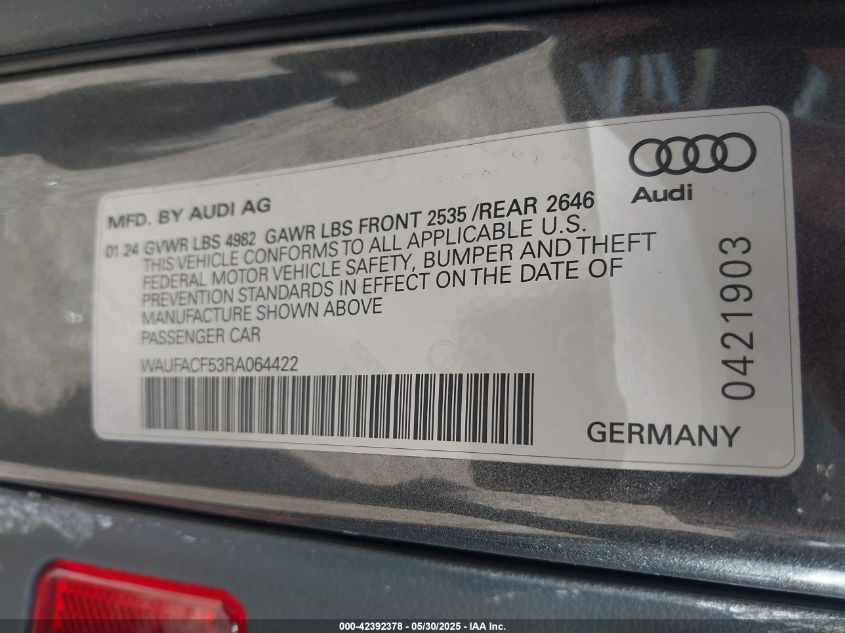 Audi
MFD. BY AUDI AG
01 24 GVWR LBS 4982 GAWR LBS FRONT 2535 /REAR 2646
THIS VEHICLE CONFORMS TO ALL APPLICABLE U.S.
FEDERAL MOTOR VEHICLE SAFETY, BUMPER AND THEFT
PREVENTION STANDARDS IN EFFECT ON THE DATE OF
MANUFACTURE SHOWN ABOVE
PASSENGER CAR
WAUFACF53RA064422
0421903
GERMANY
000-42392378 - 05/30/2025 - IAA Inc.